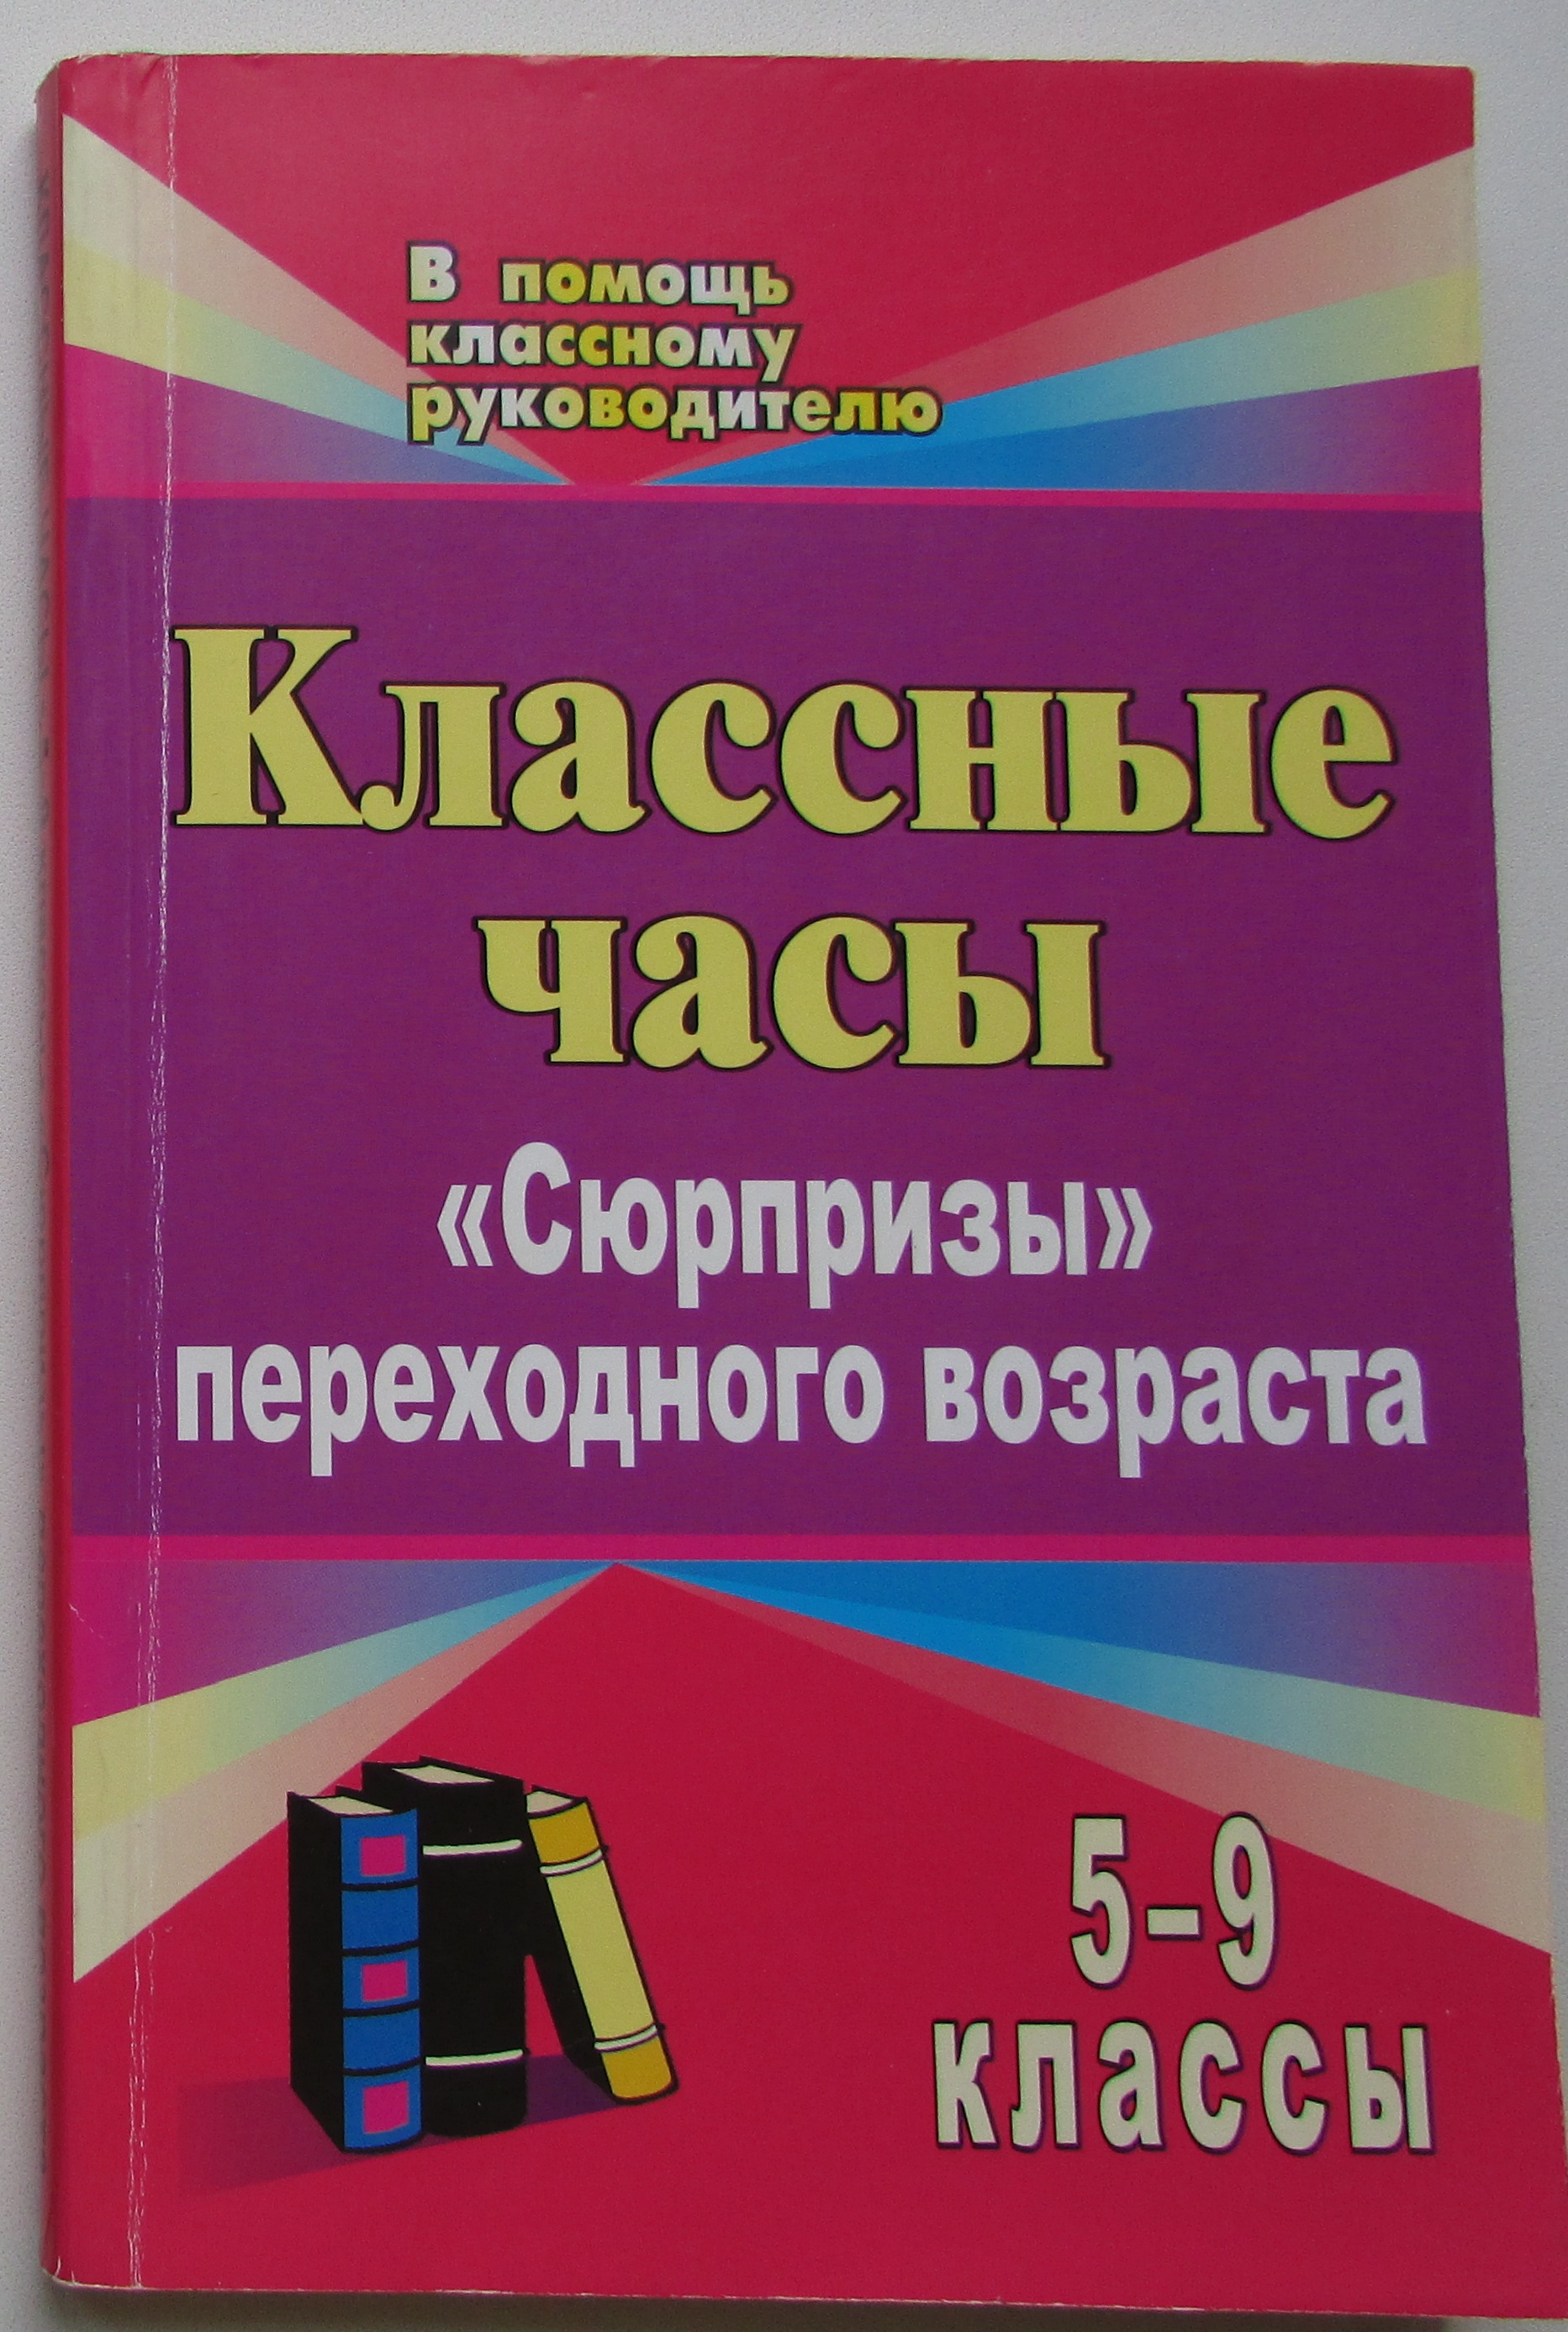 В помощь
классному
руководителю
Классные
часы
«Сюрпризы»
переходного возраста
5–9
классы